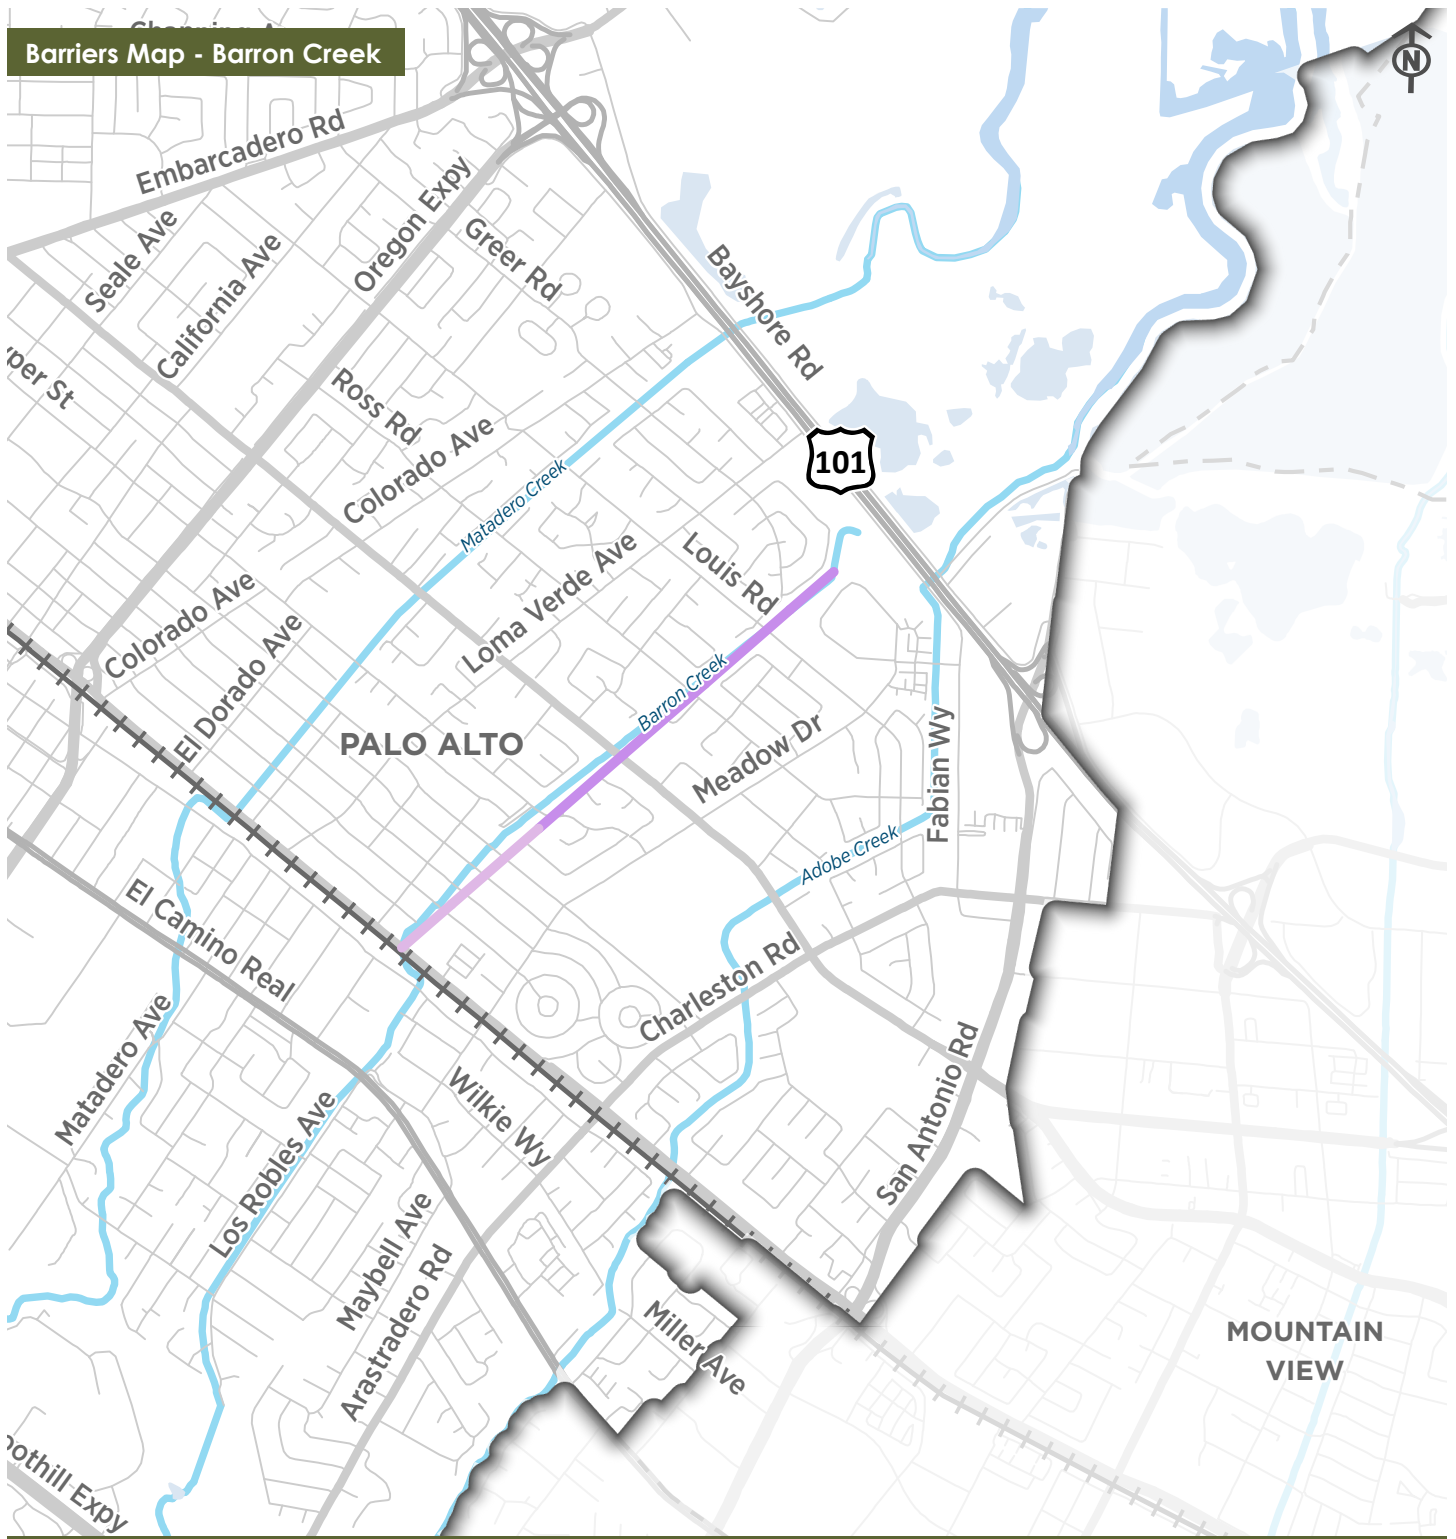 Barriers Map - Barron Creek
N
Embarcadero Rd
Oregon Expy
Seale Ave
California Ave
Greer Rd
Bayshore Rd
Ross Rd
Colorado Ave
Matadero Creek
101
Louis Rd
Loma Verde Ave
Colorado Ave
El Dorado Ave
Barron Creek
PALO ALTO
Meadow Dr
Fabian Wy
Adobe Creek
El Camino Real
Charleston Rd
Matadero Ave
Wilkie Wy
San Antonio Rd
Los Robles Ave
Maybell Ave
Arastradero Rd
Miller Ave
MOUNTAIN
VIEW
Expy
St